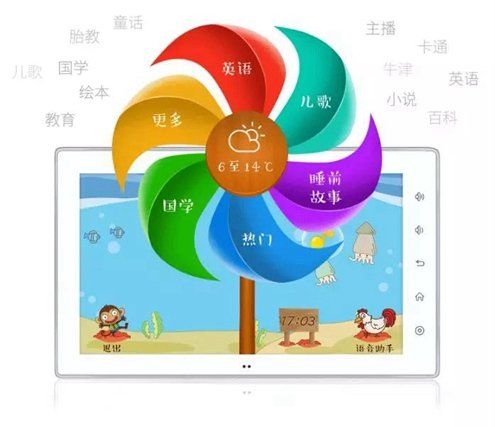 童话
主播
胎教
卡通
儿歌
国学
牛津
英语
绘本
小说
教育
百科
英语
儿歌
更多
6至14℃
睡前
故事
国学
热门
17:03
退出
语音助手